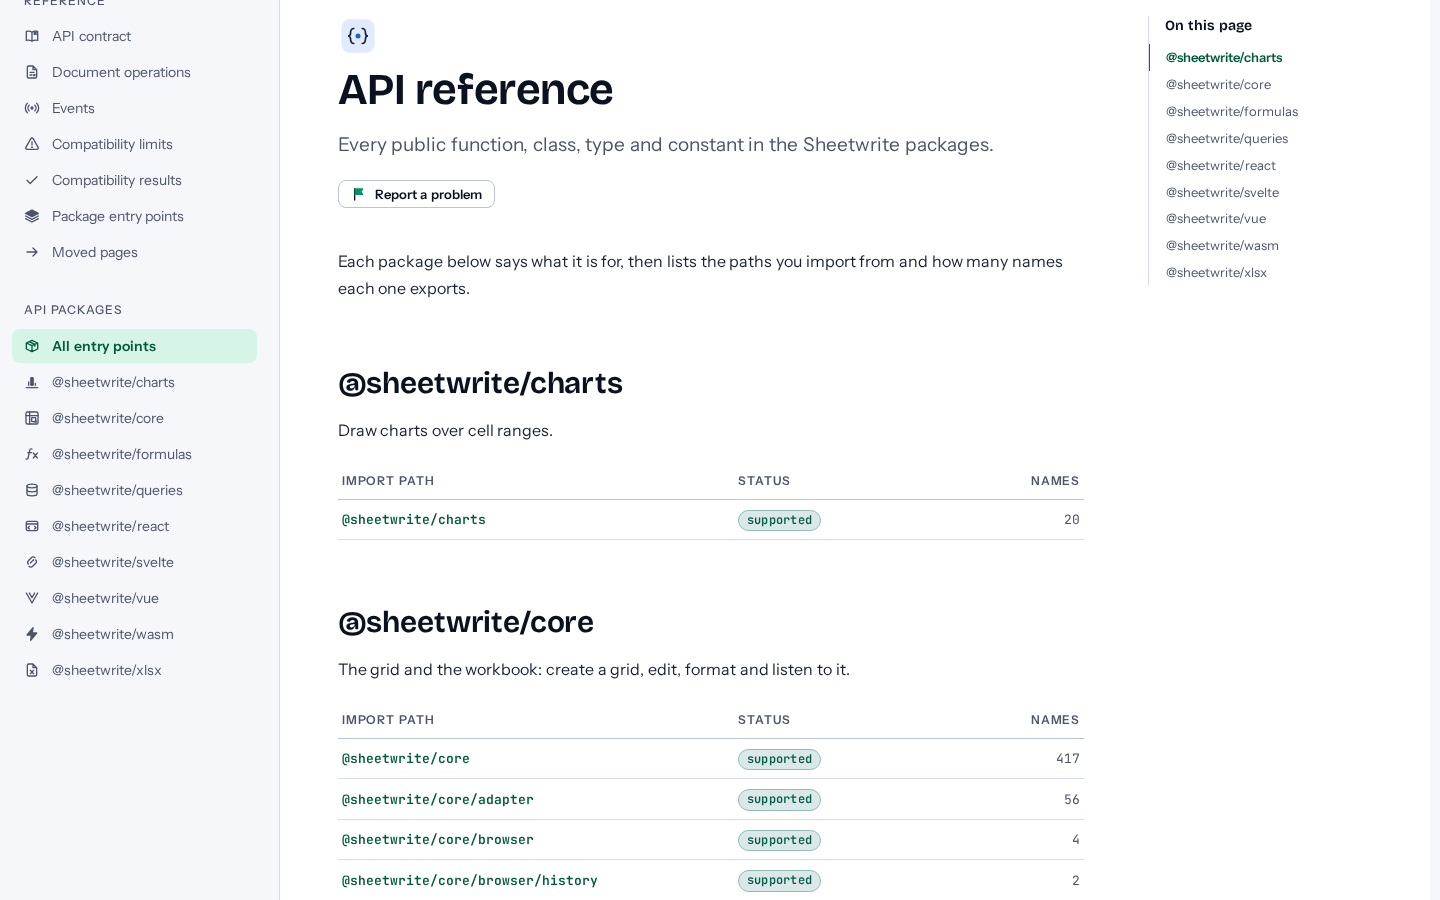 REFERENCE
API contract
Document operations
Events
Compatibility limits
Compatibility results
Package entry points
Moved pages
API PACKAGES
All entry points
@sheetwrite/charts
@sheetwrite/core
@sheetwrite/formulas
@sheetwrite/queries
@sheetwrite/react
@sheetwrite/svelte
@sheetwrite/vue
@sheetwrite/wasm
@sheetwrite/xlsx
API reference
Every public function, class, type and constant in the Sheetwrite packages.
Report a problem
Each package below says what it is for, then lists the paths you import from and how many names
each one exports.
@sheetwrite/charts
Draw charts over cell ranges.
IMPORT PATH STATUS NAMES
@sheetwrite/charts supported 20
@sheetwrite/core
The grid and the workbook: create a grid, edit, format and listen to it.
IMPORT PATH STATUS NAMES
@sheetwrite/core supported 417
@sheetwrite/core/adapter supported 56
@sheetwrite/core/browser supported 4
@sheetwrite/core/browser/history supported 2
On this page
@sheetwrite/charts
@sheetwrite/core
@sheetwrite/formulas
@sheetwrite/queries
@sheetwrite/react
@sheetwrite/svelte
@sheetwrite/vue
@sheetwrite/wasm
@sheetwrite/xlsx